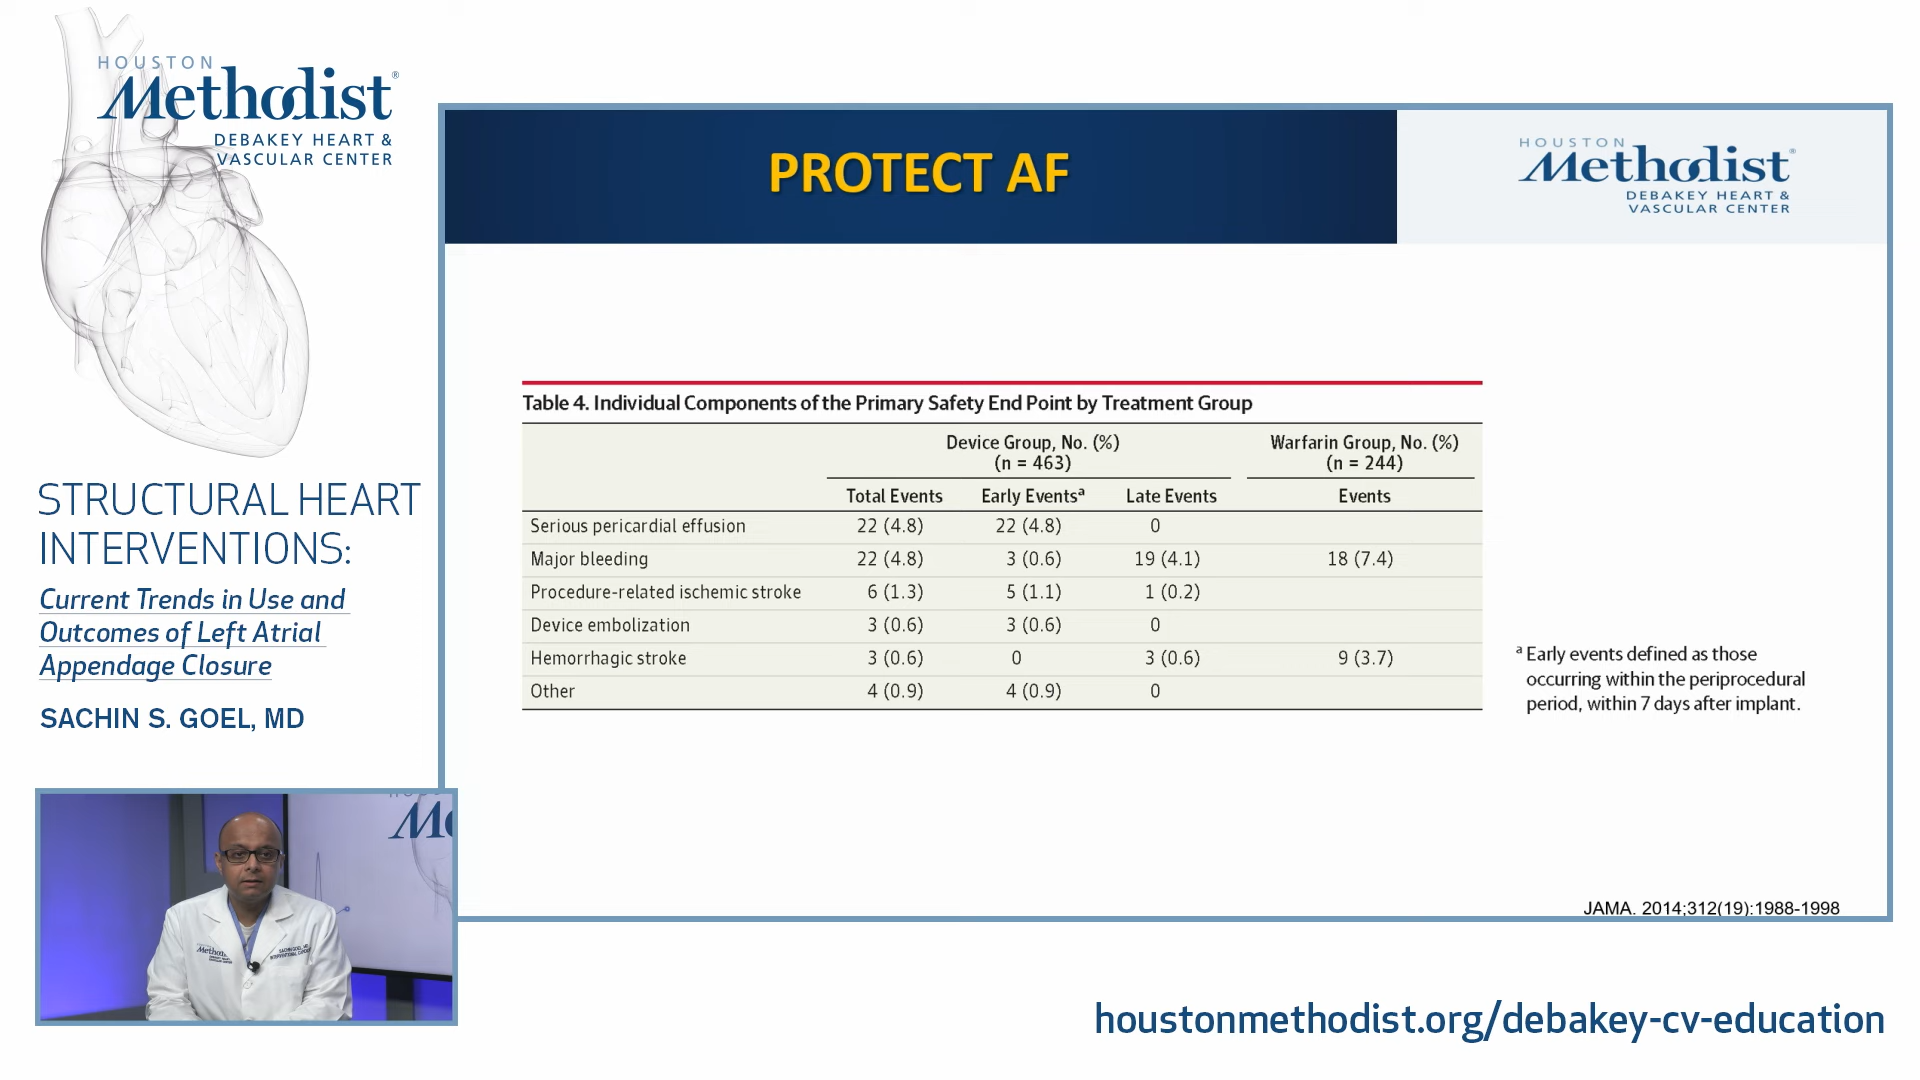 HOUSTON
Methodist®
DEBAKEY HEART &
VASCULAR CENTER
STRUCTURAL HEART
INTERVENTIONS:
Current Trends in Use and
Outcomes of Left Atrial
Appendage Closure
SACHIN S. GOEL, MD
PROTECT AF
HOUSTON
Methodist®
DEBAKEY HEART &
VASCULAR CENTER
Table 4. Individual Components of the Primary Safety End Point by Treatment Group
Device Group, No. (%) Warfarin Group, No. (%)
(n = 463) (n = 244)
Total Events Early Eventsᵃ Late Events Events
Serious pericardial effusion 22 (4.8) 22 (4.8) 0
Major bleeding 22 (4.8) 3 (0.6) 19 (4.1) 18 (7.4)
Procedure-related ischemic stroke 6 (1.3) 5 (1.1) 1 (0.2)
Device embolization 3 (0.6) 3 (0.6) 0
Hemorrhagic stroke 3 (0.6) 0 3 (0.6) 9 (3.7)
Other 4 (0.9) 4 (0.9) 0
ᵃ Early events defined as those
occurring within the periprocedural
period, within 7 days after implant.
JAMA. 2014;312(19):1988-1998
houstonmethodist.org/debakey-cv-education